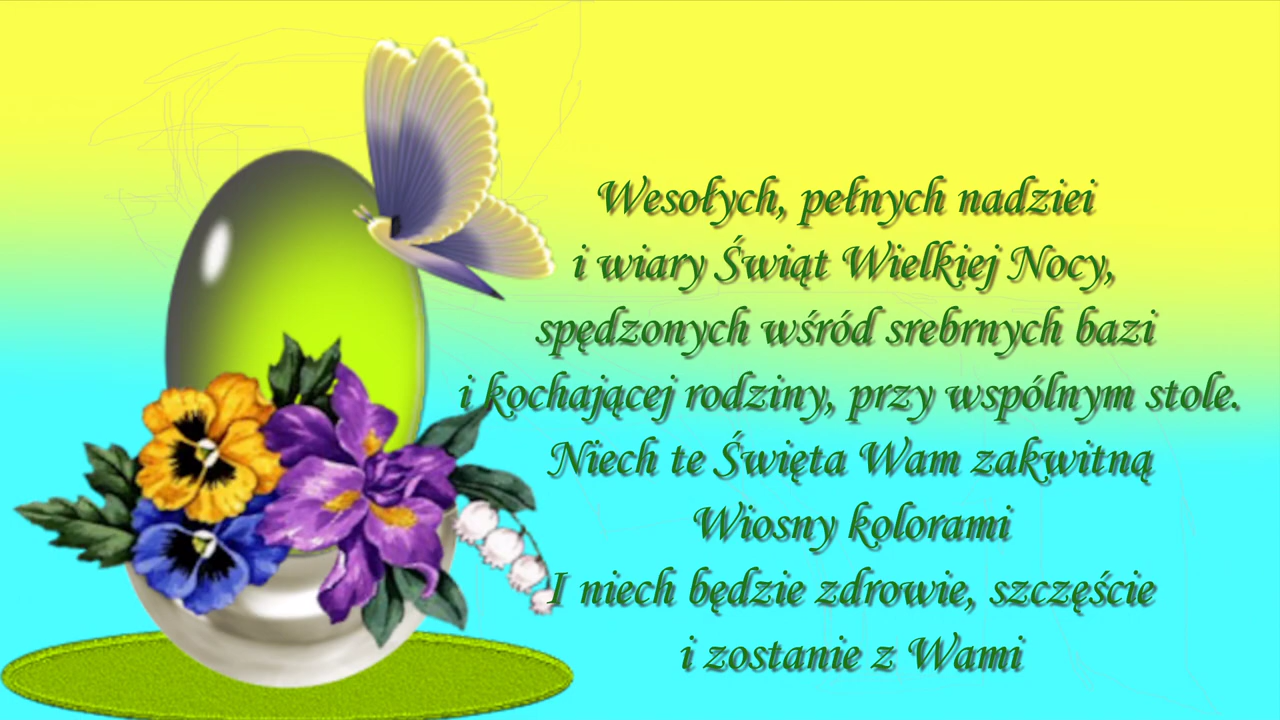 Wesołych, pełnych nadziei
i wiary Świąt Wielkiej Nocy,
spędzonych wśród srebrnych bazi
i kochającej rodziny, przy wspólnym stole.
Niech te Święta Wam zakwitną
Wiosny kolorami
I niech będzie zdrowie, szczęście
i zostanie z Wami